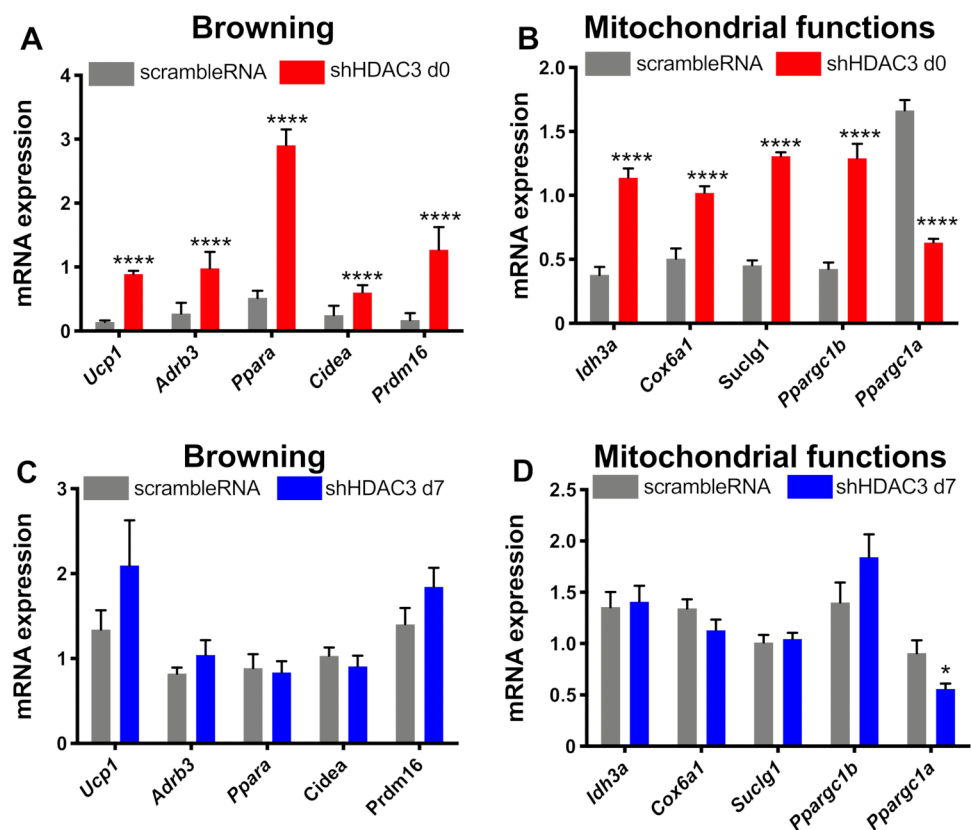 A
Browning
scrambleRNA shHDAC3 d0
mRNA expression
4
3
2
1
0
**** **** **** **** ****
Ucp1 Adrb3 Ppara Cidea Prdm16
B
Mitochondrial functions
scrambleRNA shHDAC3 d0
mRNA expression
2.0
1.5
1.0
0.5
0
**** **** **** **** ****
Idh3a Cox6a1 Suclg1 Ppargc1b Ppargc1a
C
Browning
scrambleRNA shHDAC3 d7
mRNA expression
3
2
1
0
Ucp1 Adrb3 Ppara Cidea Prdm16
D
Mitochondrial functions
scrambleRNA shHDAC3 d7
mRNA expression
2.5
2.0
1.5
1.0
0.5
0
*
Idh3a Cox6a1 Suclg1 Ppargc1b Ppargc1a